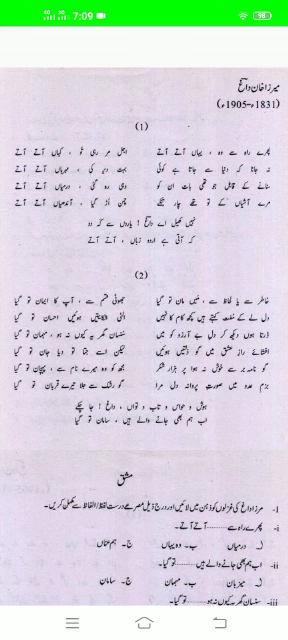 7:09
98
میرزا خان داغ
(1831ء-1905ء)
(1)
پھرے راہ سے وہ، یہاں آتے آتے
اجل مر رہی تو، کہاں آتے آتے
نہ جانا کہ دنیا سے جاتا ہے کوئی
بہت دیر کی، مہرباں آتے آتے
سنانے کے قابل جو تھی بات ان کو
وہی رہ گئی، درمیاں آتے آتے
مرے آشیاں کے تو تھے چار تنکے
چمن اُڑ گیا، آندھیاں آتے آتے
نہیں کھیل اے داغ! یاروں سے کہہ دو
کہ آتی ہے اردو زباں، آتے آتے
(2)
خاطر سے یا لحاظ سے، میں مان تو گیا
جھوٹی قسم سے، آپ کا ایمان تو گیا
دل لے کے مفت کہتے ہیں کچھ کام کا نہیں
اُلٹی شکایتیں ہوئیں احسان تو گیا
ڈرتا ہوں دیکھ کر دلِ بے آرزو کو میں
سنسان گھر یہ کیوں نہ ہو، مہمان تو گیا
افشائے رازِ عشق میں گو ذلتیں ہوئیں
لیکن اسے جتا تو دیا جان تو گیا
گو نامہ بر سے خوش نہ ہوا پر ہزار شکر
مجھ کو وہ میرے نام سے، پہچان تو گیا
بزمِ عدو میں صورتِ پروانہ دل مرا
گو رشک سے جلا تیرے قربان تو گیا
ہوش و حواس و تاب و تواں، داغ! جا چکے
اب ہم بھی جانے والے ہیں، سامان تو گیا
مشق
۱۔ مرزا داغ کی غزلوں کو ذہن میں لائیں اور درج ذیل مصرعے درست لفظ/الفاظ سے مکمل کریں۔
i- پھرے راہ سے ........ آتے آتے۔
ا۔ درمیاں ب۔ وہ یہاں ج۔ ہم عناں
ii- اب ہم بھی جانے والے ہیں ........ تو گیا۔
ا۔ میزبان ب۔ مہمان ج۔ سامان
iii- سنسان گھر یہ کیوں نہ ہو ........ تو گیا۔